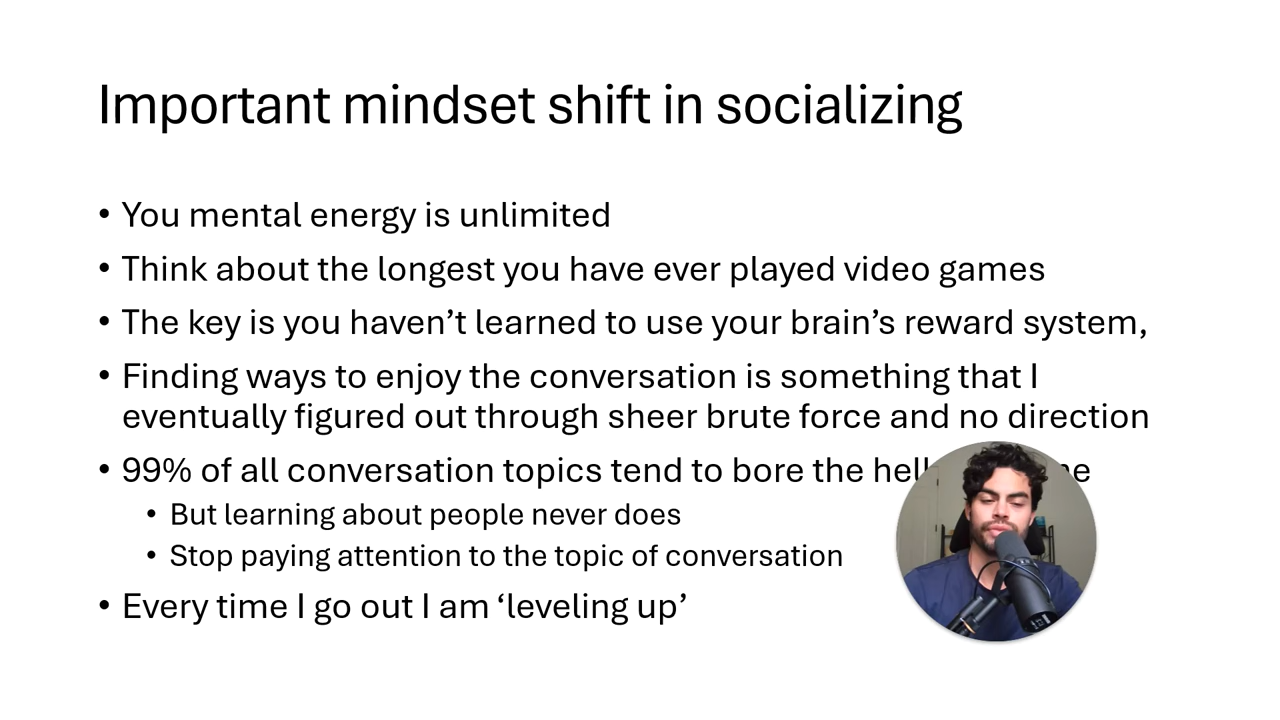 Important mindset shift in socializing
• You mental energy is unlimited
• Think about the longest you have ever played video games
• The key is you haven’t learned to use your brain’s reward system,
• Finding ways to enjoy the conversation is something that I
eventually figured out through sheer brute force and no direction
• 99% of all conversation topics tend to bore the hell
• But learning about people never does
• Stop paying attention to the topic of conversation
• Every time I go out I am ‘leveling up’